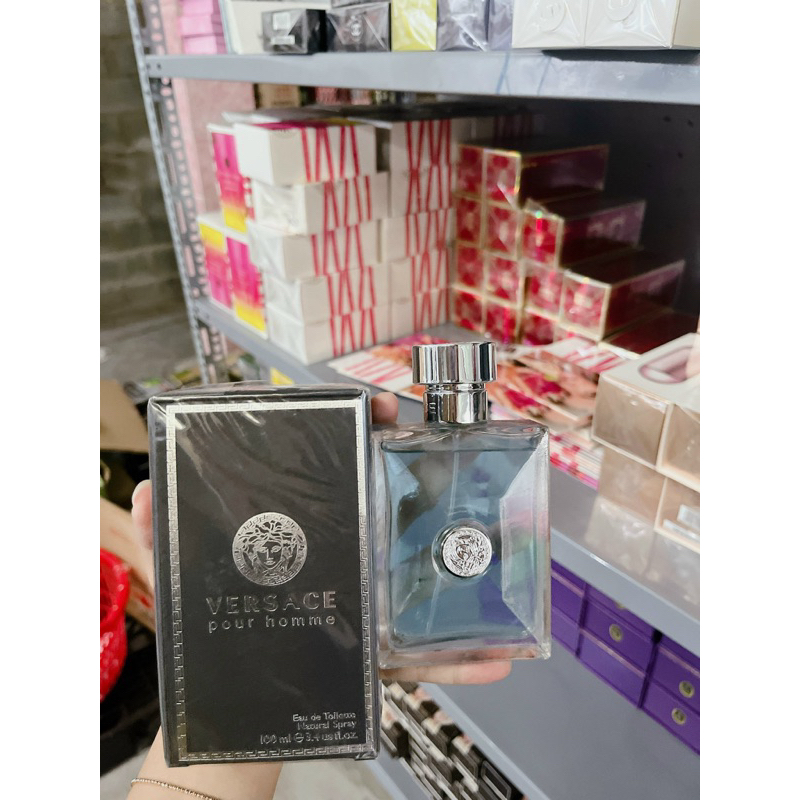 VERSACE
pour homme
Eau de Toilette
Natural Spray
100 ml ℮ 3.4 us fl.oz.